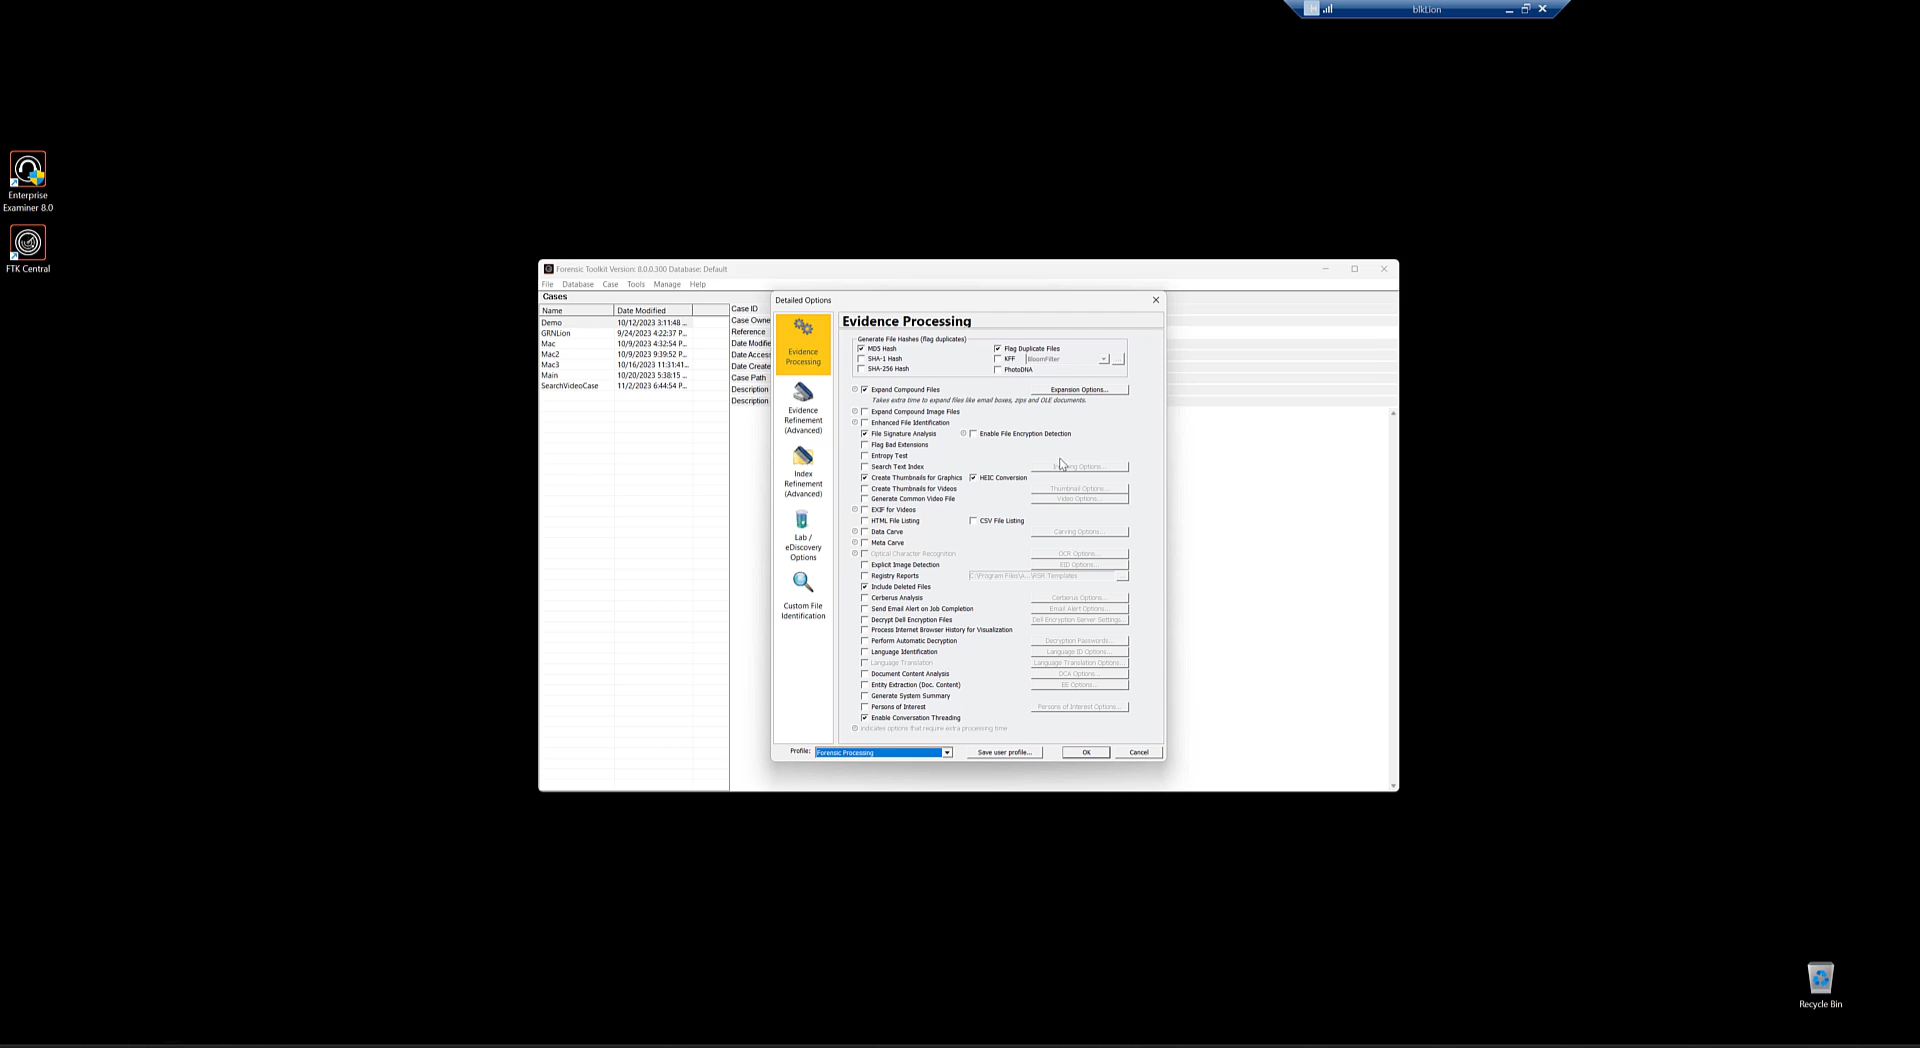 blkLion
Enterprise
Examiner 8.0
FTK Central
Forensic Toolkit Version: 8.0.0.300 Database: Default
File Database Case Tools Manage Help
Cases
Name Date Modified
Demo 10/12/2023 3:11:48 ...
GRNLion 9/24/2023 4:22:37 P...
Mac 10/9/2023 4:32:54 P...
Mac2 10/9/2023 9:39:52 P...
Mac3 10/16/2023 11:31:41...
Main 10/20/2023 5:38:15 ...
SearchVideoCase 11/2/2023 6:44:54 P...
Case ID
Case Owne
Reference
Date Modifie
Date Access
Date Create
Case Path
Description
Description
Detailed Options
Evidence
Processing
Evidence
Refinement
(Advanced)
Index
Refinement
(Advanced)
Lab /
eDiscovery
Options
Custom File
Identification
Evidence Processing
Generate File Hashes (flag duplicates)
MD5 Hash Flag Duplicate Files
SHA-1 Hash KFF BloomFilter ...
SHA-256 Hash PhotoDNA
Expand Compound Files Expansion Options...
Takes extra time to expand files like email boxes, zips and OLE documents.
Expand Compound Image Files
Enhanced File Identification
File Signature Analysis Enable File Encryption Detection
Flag Bad Extensions
Entropy Test
Search Text Index Options...
Create Thumbnails for Graphics HEIC Conversion
Create Thumbnails for Videos Thumbnail Options...
Generate Common Video File Video Options...
EXIF for Videos
HTML File Listing CSV File Listing
Data Carve Carving Options...
Meta Carve
Optical Character Recognition OCR Options...
Explicit Image Detection EID Options...
Registry Reports C:\Program Files\A...\RSR Templates ...
Include Deleted Files
Cerberus Analysis Cerberus Options...
Send Email Alert on Job Completion Email Alert Options...
Decrypt Dell Encryption Files Dell Encryption Server Settings...
Process Internet Browser History for Visualization
Perform Automatic Decryption Decryption Passwords...
Language Identification Language ID Options...
Language Translation Language Translation Options...
Document Content Analysis DCA Options...
Entity Extraction (Doc. Content) EE Options...
Generate System Summary
Persons of Interest Persons of Interest Options...
Enable Conversation Threading
indicates options that require extra processing time
Profile: Forensic Processing Save user profile... OK Cancel
Recycle Bin